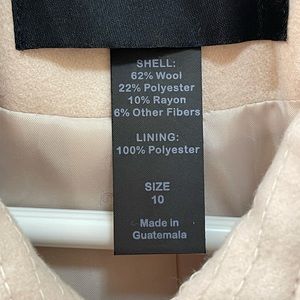 SHELL:
62% Wool
22% Polyester
10% Rayon
6% Other Fibers
LINING:
100% Polyester
SIZE
10
Made in
Guatemala